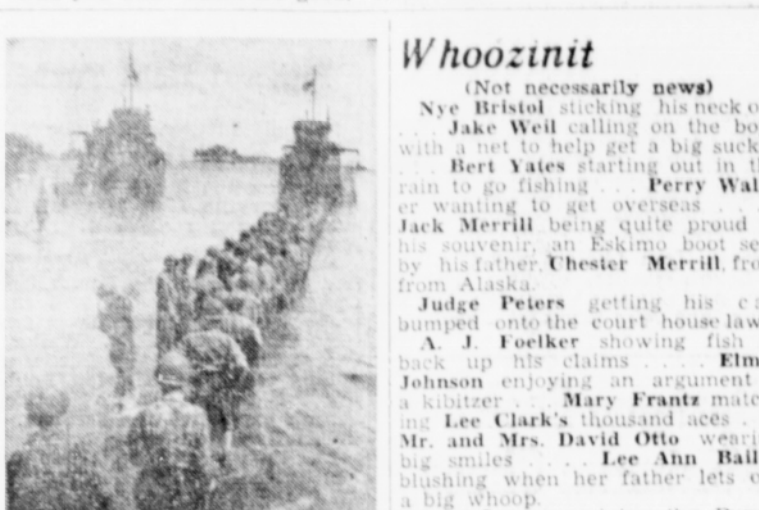 Whoozinit
(Not necessarily news)
Nye Bristol sticking his neck o
. . . Jake Weil calling on the bo
with a net to help get a big suck
. . . Bert Yates starting out in th
rain to go fishing . . . Perry Wal
er wanting to get overseas . . .
Jack Merrill being quite proud
his souvenir, an Eskimo boot se
by his father, Chester Merrill, fro
from Alaska.
Judge Peters getting his ca
bumped onto the court house law
A. J. Foelker showing fish
back up his claims . . . . Elm
Johnson enjoying an argument
a kibitzer . . . Mary Frantz matc
ing Lee Clark's thousand aces .
Mr. and Mrs. David Otto weari
big smiles . . . . Lee Ann Bail
blushing when her father lets o
a big whoop.